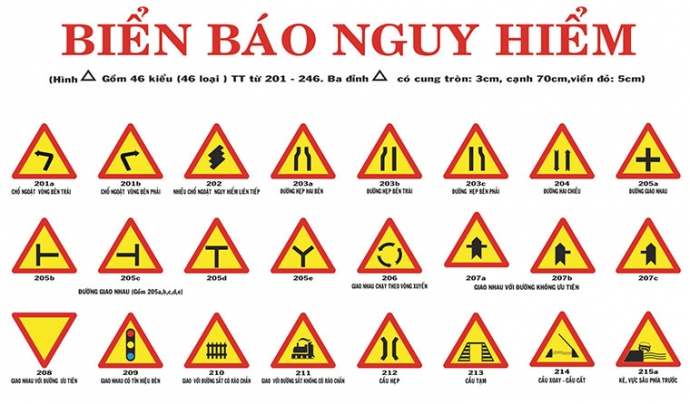 BIỂN BÁO NGUY HIỂM
(Hình △ Gồm 46 kiểu (46 loại ) TT từ 201 - 246. Ba đỉnh △ có cung tròn: 3cm, cạnh 70cm,viền đỏ: 5cm)
201a 201b 202 203a 203b 203c 204 205a
CHỖ NGOẶT VÒNG BÊN TRÁI CHỖ NGOẶT VÒNG BÊN PHẢI NHIỀU CHỖ NGOẶT NGUY HIỂM LIÊN TIẾP ĐƯỜNG HẸP HAI BÊN ĐƯỜNG HẸP BÊN TRÁI ĐƯỜNG HẸP BÊN PHẢI ĐƯỜNG HAI CHIỀU ĐƯỜNG GIAO NHAU
205b 205c 205d 205e 206 207a 207b 207c
ĐƯỜNG GIAO NHAU (Gồm 205a,b,c,d,e) GIAO NHAU CHẠY THEO VÒNG XUYẾN GIAO NHAU VỚI ĐƯỜNG KHÔNG ƯU TIÊN
208 209 210 211 212 213 214 215a
GIAO NHAU VỚI ĐƯỜNG ƯU TIÊN GIAO NHAU CÓ TÍN HIỆU ĐÈN GIAO VỚI ĐƯỜNG SẮT CÓ RÀO CHẮN GIAO VỚI ĐƯỜNG SẮT KHÔNG CÓ RÀO CHẮN CẦU HẸP CẦU TẠM CẦU XOAY - CẦU CẤT KÈ, VỰC SÂU PHÍA TRƯỚC